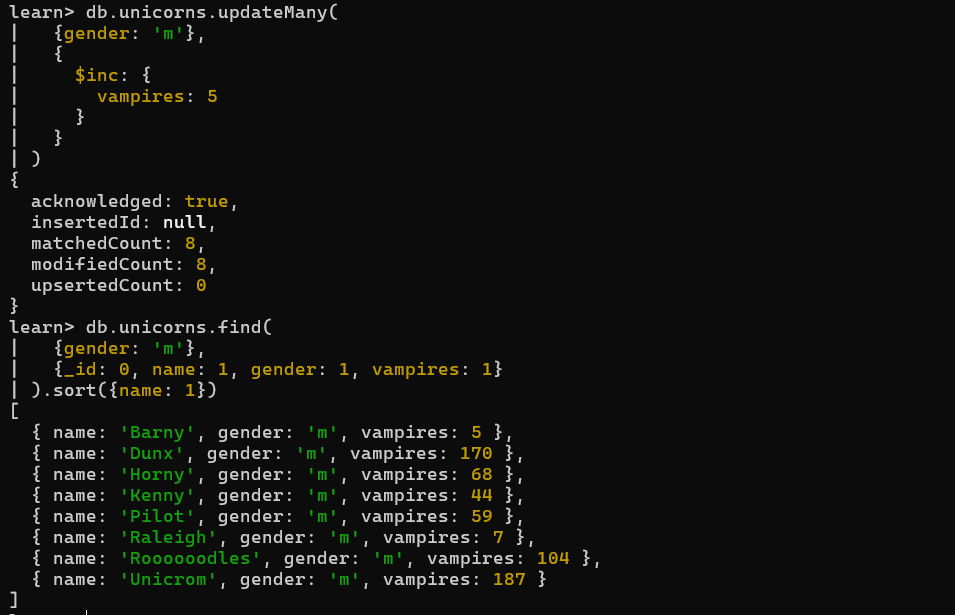 learn> db.unicorns.updateMany(
|   {gender: 'm'},
|   {
|     $inc: {
|       vampires: 5
|     }
|   }
| )
{
  acknowledged: true,
  insertedId: null,
  matchedCount: 8,
  modifiedCount: 8,
  upsertedCount: 0
}
learn> db.unicorns.find(
|   {gender: 'm'},
|   {_id: 0, name: 1, gender: 1, vampires: 1}
| ).sort({name: 1})
[
  { name: 'Barny', gender: 'm', vampires: 5 },
  { name: 'Dunx', gender: 'm', vampires: 170 },
  { name: 'Horny', gender: 'm', vampires: 68 },
  { name: 'Kenny', gender: 'm', vampires: 44 },
  { name: 'Pilot', gender: 'm', vampires: 59 },
  { name: 'Raleigh', gender: 'm', vampires: 7 },
  { name: 'Roooooodles', gender: 'm', vampires: 104 },
  { name: 'Unicrom', gender: 'm', vampires: 187 }
]